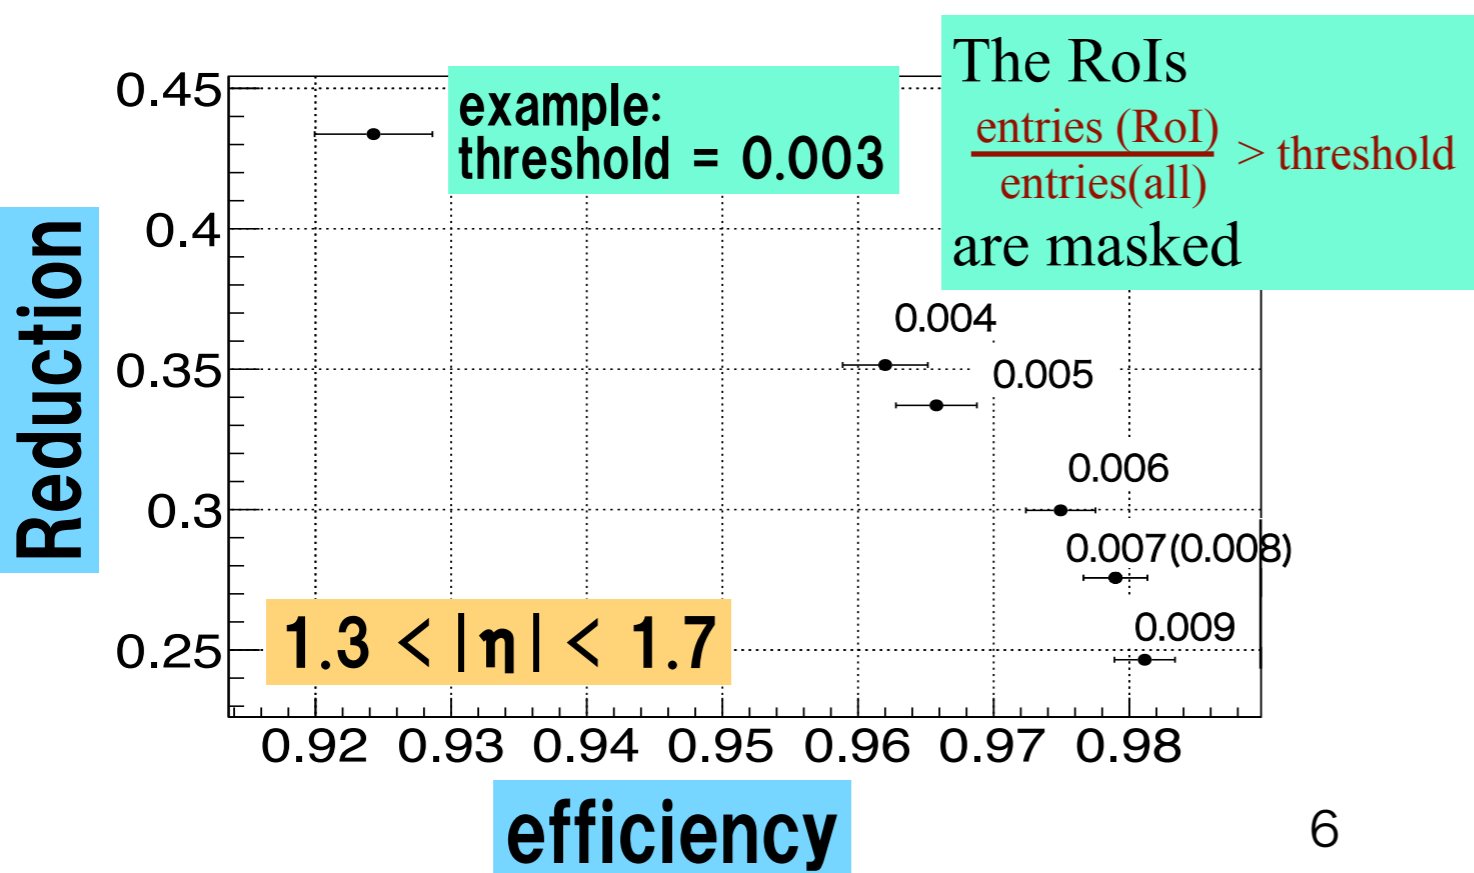 The RoIs
entries (RoI)
entries(all)
> threshold
are masked
example:
threshold = 0.003
0.45
0.4
0.35
0.3
0.25
Reduction
0.004
0.005
0.006
0.007(0.008)
0.009
1.3 < |η| < 1.7
0.92 0.93 0.94 0.95 0.96 0.97 0.98
efficiency
6